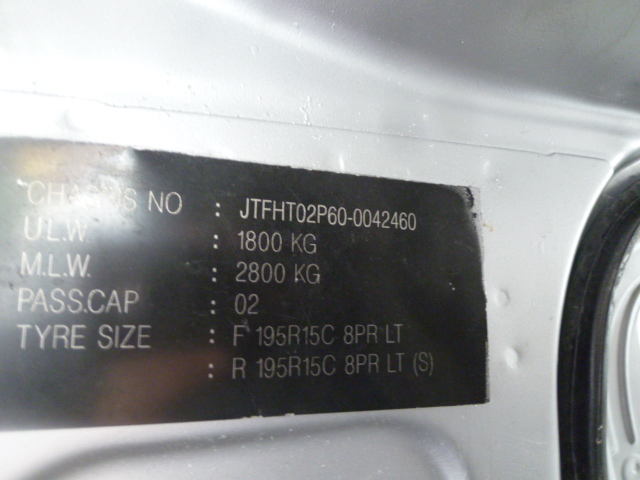 CHASSIS NO : JTFHT02P60-0042460
U.L.W : 1800 KG
M.L.W. : 2800 KG
PASS.CAP : 02
TYRE SIZE : F 195R15C 8PR LT
: R 195R15C 8PR LT (S)